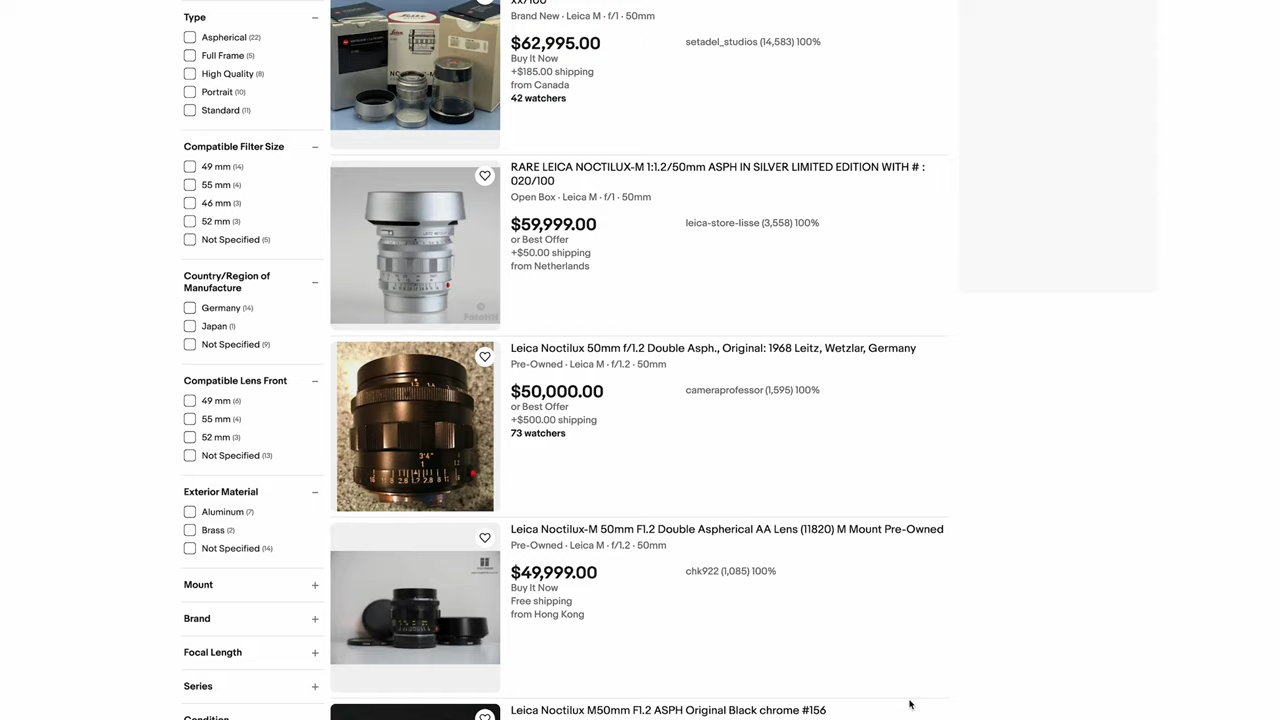 Type
Aspherical (22)
Full Frame (5)
High Quality (8)
Portrait (10)
Standard (11)
Compatible Filter Size
49 mm (14)
55 mm (4)
46 mm (3)
52 mm (3)
Not Specified (5)
Country/Region of
Manufacture
Germany (14)
Japan (1)
Not Specified (9)
Compatible Lens Front
49 mm (6)
55 mm (4)
52 mm (3)
Not Specified (13)
Exterior Material
Aluminum (7)
Brass (2)
Not Specified (14)
Mount
Brand
Focal Length
Series
Condition
xx/100
Brand New · Leica M · f/1 · 50mm
$62,995.00
setadel_studios (14,583) 100%
Buy It Now
+$185.00 shipping
from Canada
42 watchers
RARE LEICA NOCTILUX-M 1:1.2/50mm ASPH IN SILVER LIMITED EDITION WITH # :
020/100
Open Box · Leica M · f/1 · 50mm
$59,999.00
leica-store-lisse (3,558) 100%
or Best Offer
+$50.00 shipping
from Netherlands
Leica Noctilux 50mm f/1.2 Double Asph., Original: 1968 Leitz, Wetzlar, Germany
Pre-Owned · Leica M · f/1.2 · 50mm
$50,000.00
cameraprofessor (1,595) 100%
or Best Offer
+$500.00 shipping
73 watchers
Leica Noctilux-M 50mm F1.2 Double Aspherical AA Lens (11820) M Mount Pre-Owned
Pre-Owned · Leica M · f/1.2 · 50mm
$49,999.00
chk922 (1,085) 100%
Buy It Now
Free shipping
from Hong Kong
Leica Noctilux M50mm F1.2 ASPH Original Black chrome #156